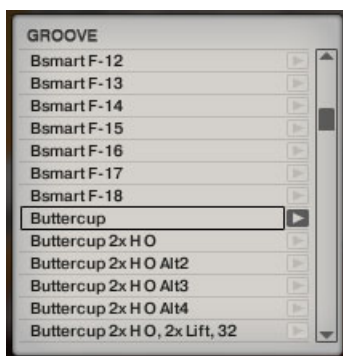 GROOVE
Bsmart F-12
Bsmart F-13
Bsmart F-14
Bsmart F-15
Bsmart F-16
Bsmart F-17
Bsmart F-18
Buttercup
Buttercup 2x H O
Buttercup 2x H O Alt2
Buttercup 2x H O Alt3
Buttercup 2x H O Alt4
Buttercup 2x H O, 2x Lift, 32